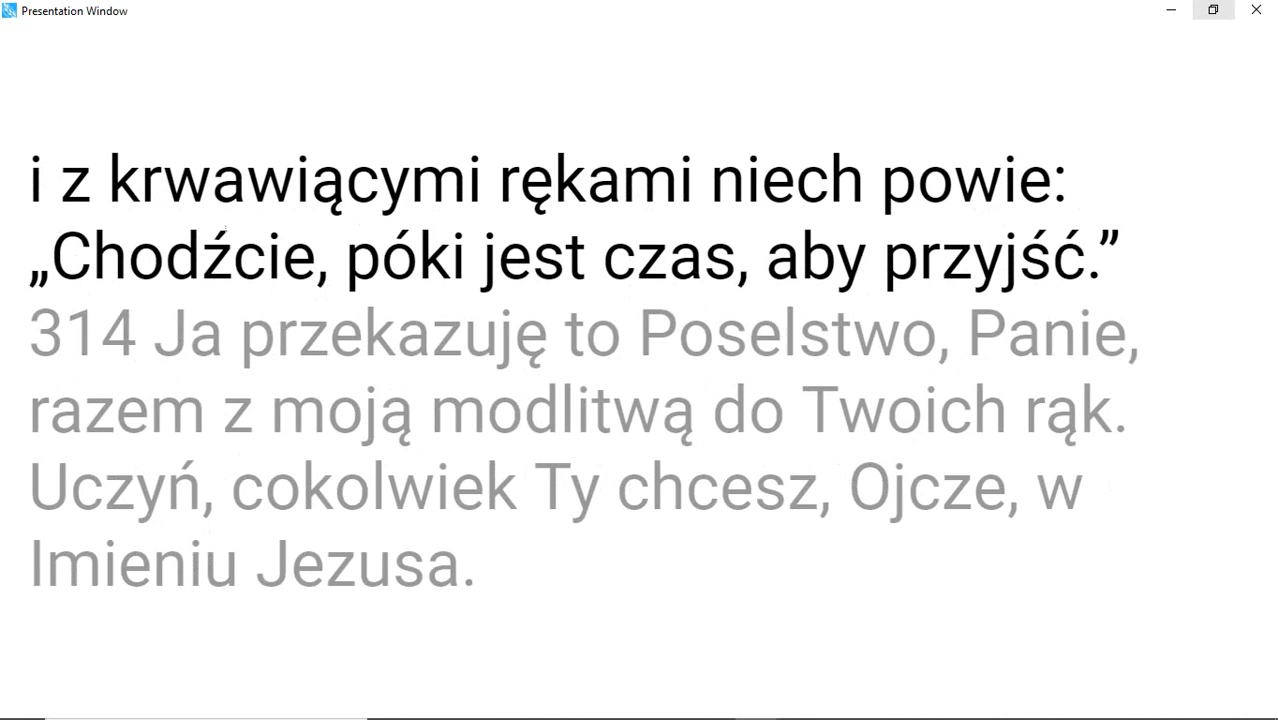 Presentation Window
i z krwawiącymi rękami niech powie:
„Chodźcie, póki jest czas, aby przyjść.”
314 Ja przekazuję to Poselstwo, Panie,
razem z moją modlitwą do Twoich rąk.
Uczyń, cokolwiek Ty chcesz, Ojcze, w
Imieniu Jezusa.